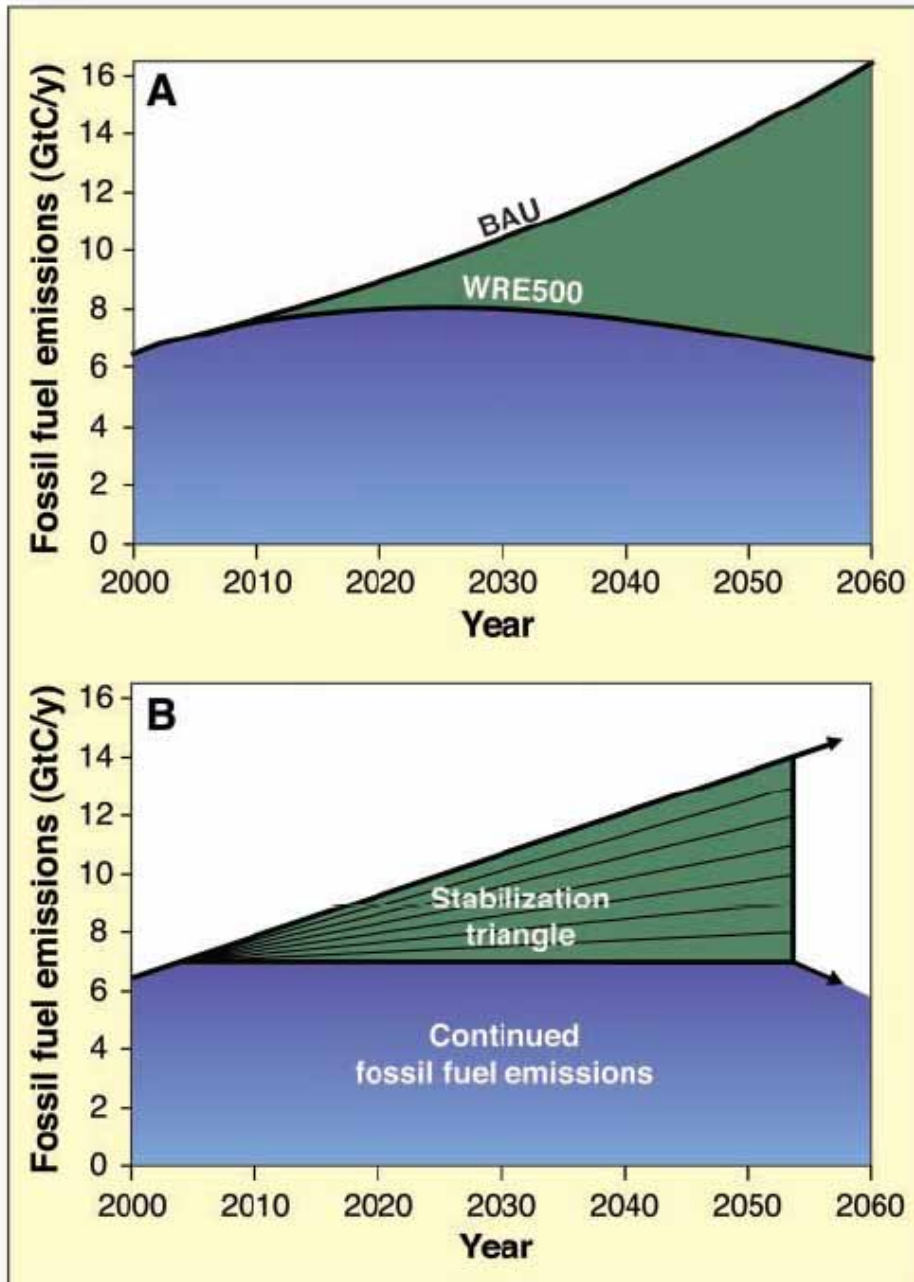 A
Fossil fuel emissions (GtC/y)
16
14
12
10
8
6
4
2
0
BAU
WRE500
2000 2010 2020 2030 2040 2050 2060
Year
B
Fossil fuel emissions (GtC/y)
16
14
12
10
8
6
4
2
0
Stabilization
triangle
Continued
fossil fuel emissions
2000 2010 2020 2030 2040 2050 2060
Year